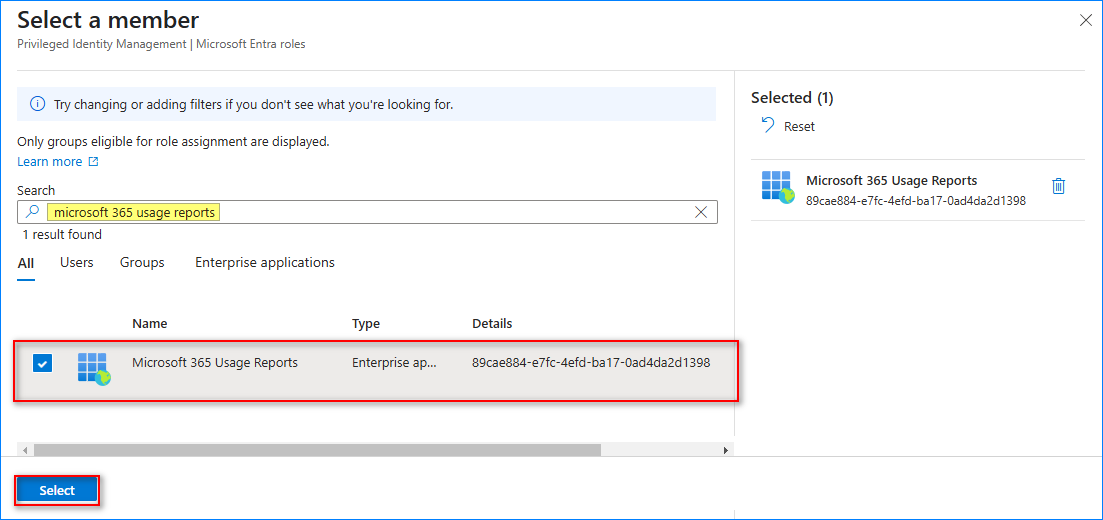 Select a member
Privileged Identity Management | Microsoft Entra roles
Try changing or adding filters if you don't see what you're looking for.
Only groups eligible for role assignment are displayed.
Learn more
Search
microsoft 365 usage reports
1 result found
All Users Groups Enterprise applications
Name Type Details
Microsoft 365 Usage Reports Enterprise ap... 89cae884-e7fc-4efd-ba17-0ad4da2d1398
Select
Selected (1)
Reset
Microsoft 365 Usage Reports
89cae884-e7fc-4efd-ba17-0ad4da2d1398